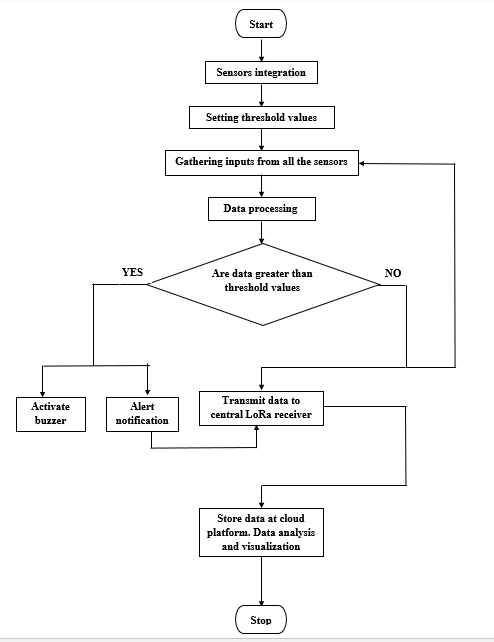 Start
Sensors integration
Setting threshold values
Gathering inputs from all the sensors
Data processing
Are data greater than
threshold values
YES
NO
Activate
buzzer
Alert
notification
Transmit data to
central LoRa receiver
Store data at cloud
platform. Data analysis
and visualization
Stop